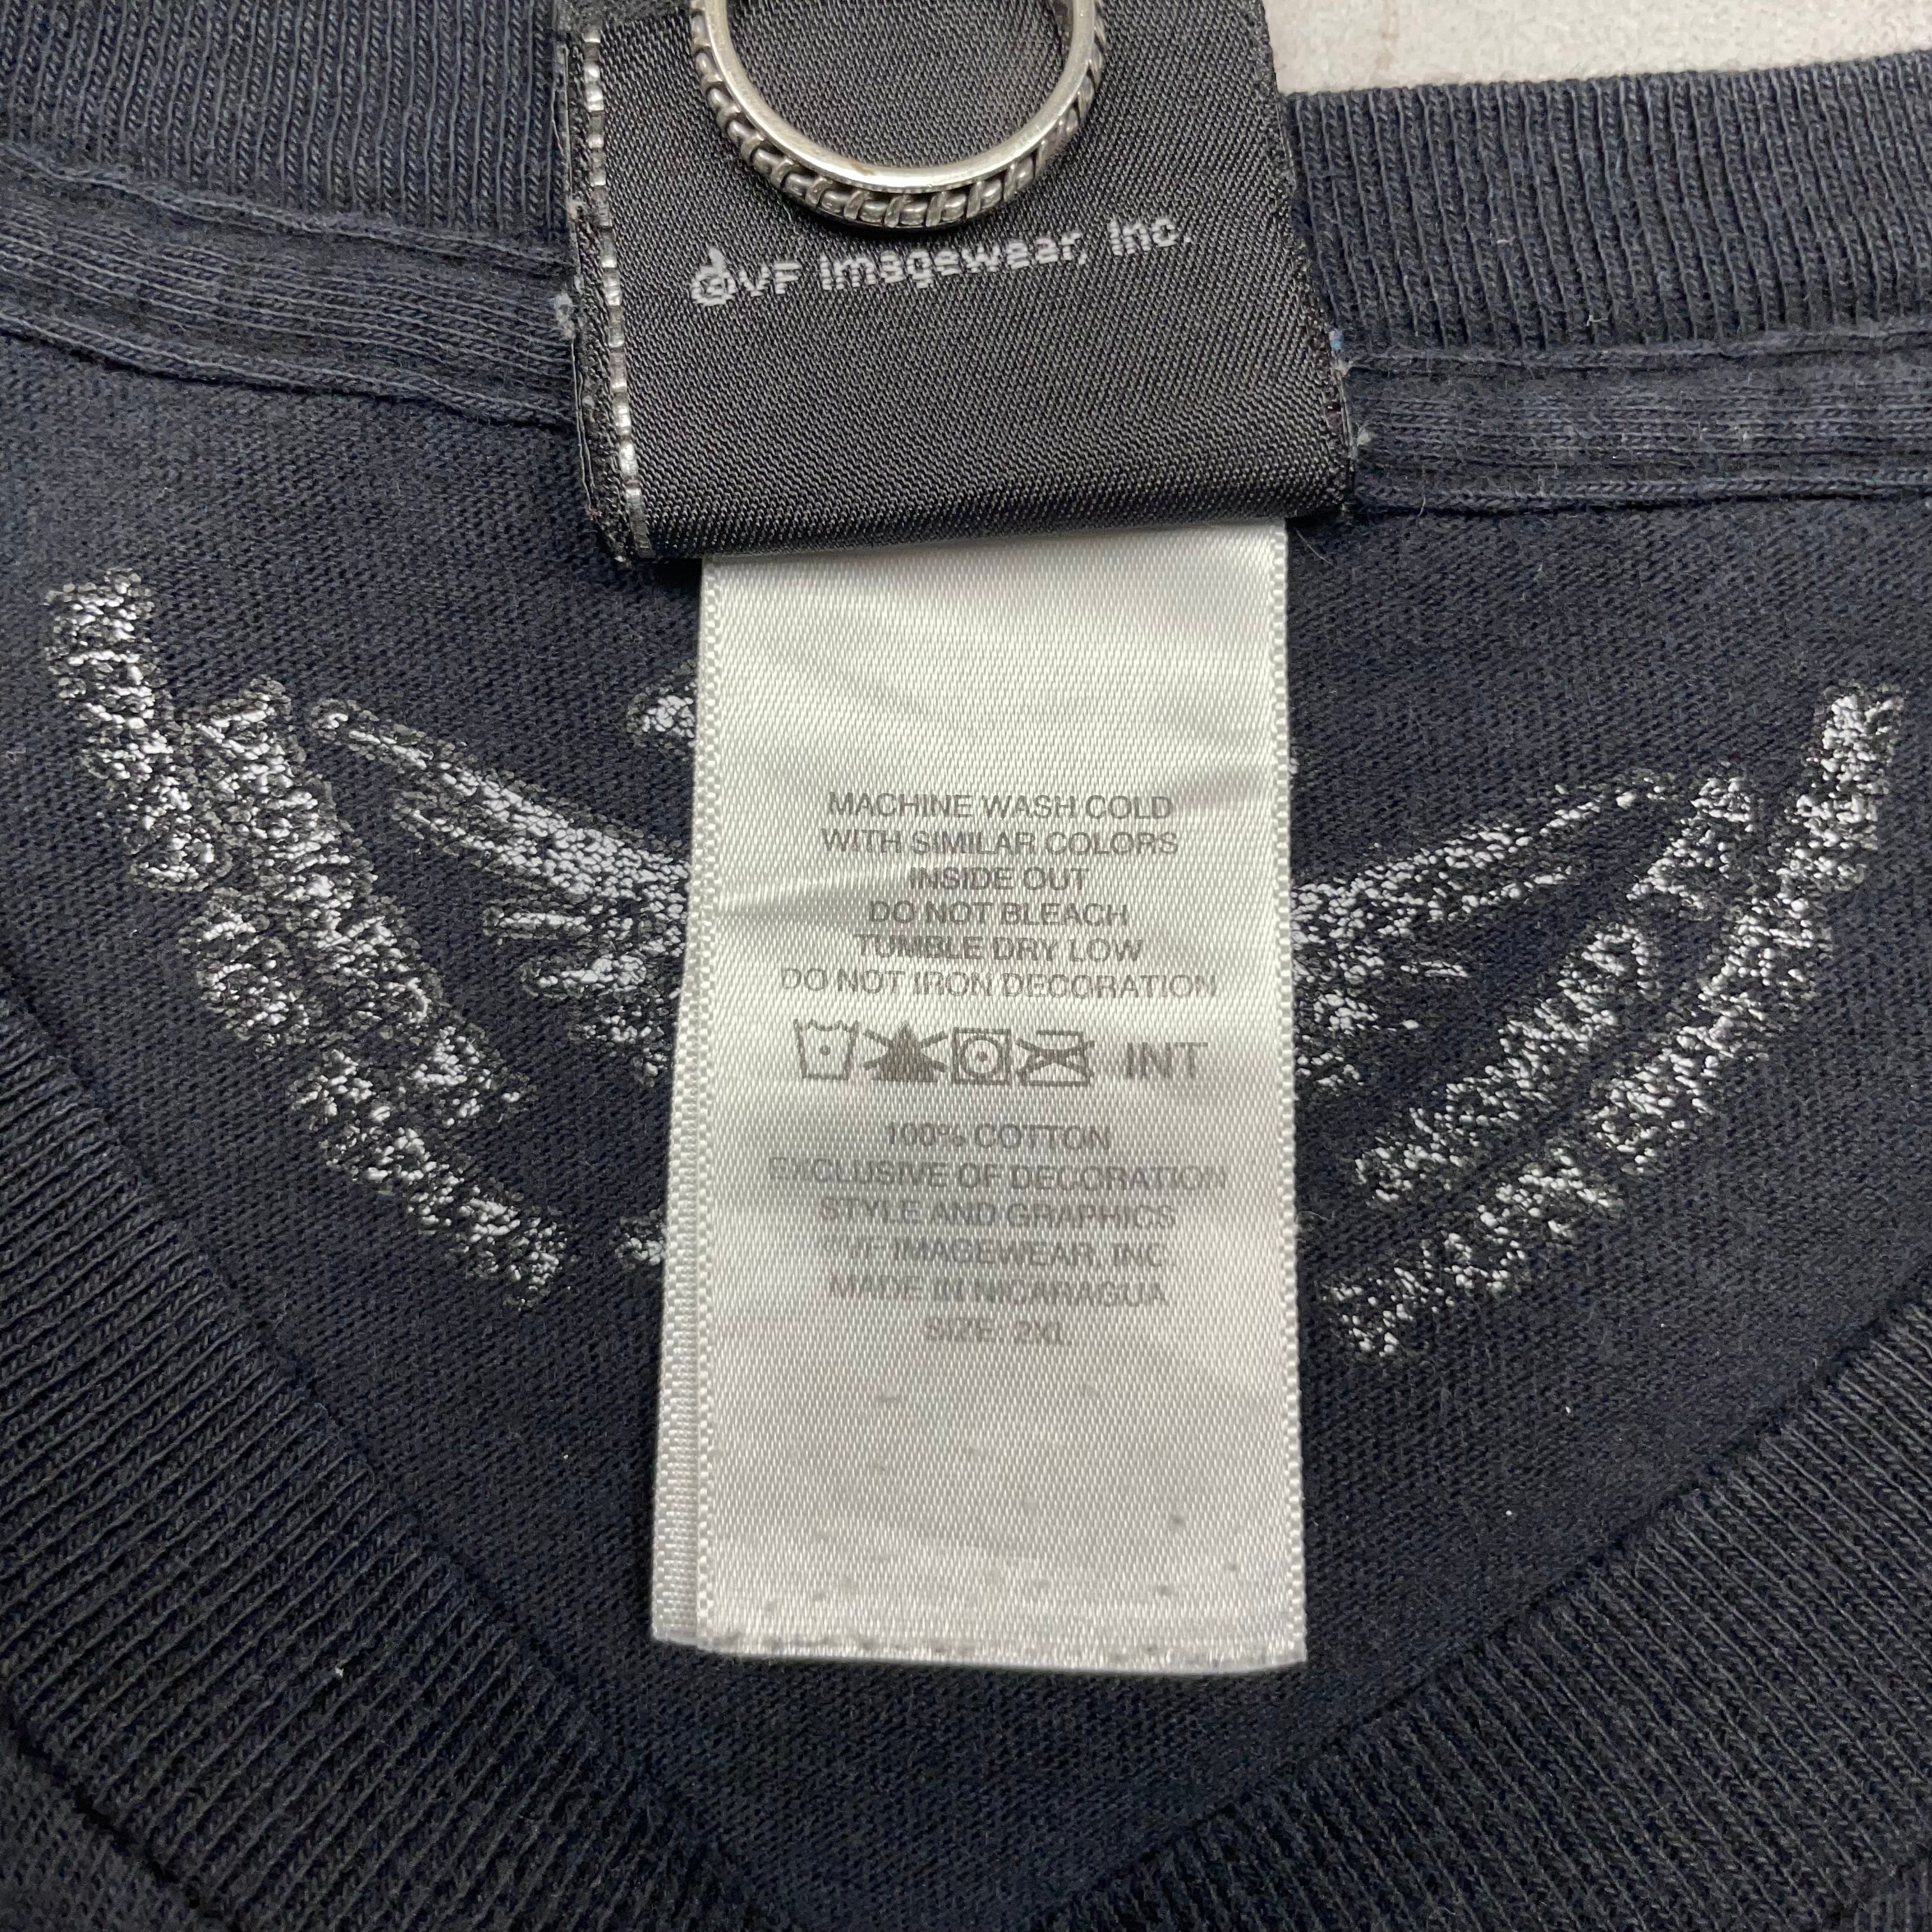 ©VF Imagewear, Inc.
MACHINE WASH COLD
WITH SIMILAR COLORS
INSIDE OUT
DO NOT BLEACH
TUMBLE DRY LOW
DO NOT IRON DECORATION
INT
100% COTTON
EXCLUSIVE OF DECORATION
STYLE AND GRAPHICS
©VF IMAGEWEAR, INC
MADE IN NICARAGUA
SIZE: 2XL